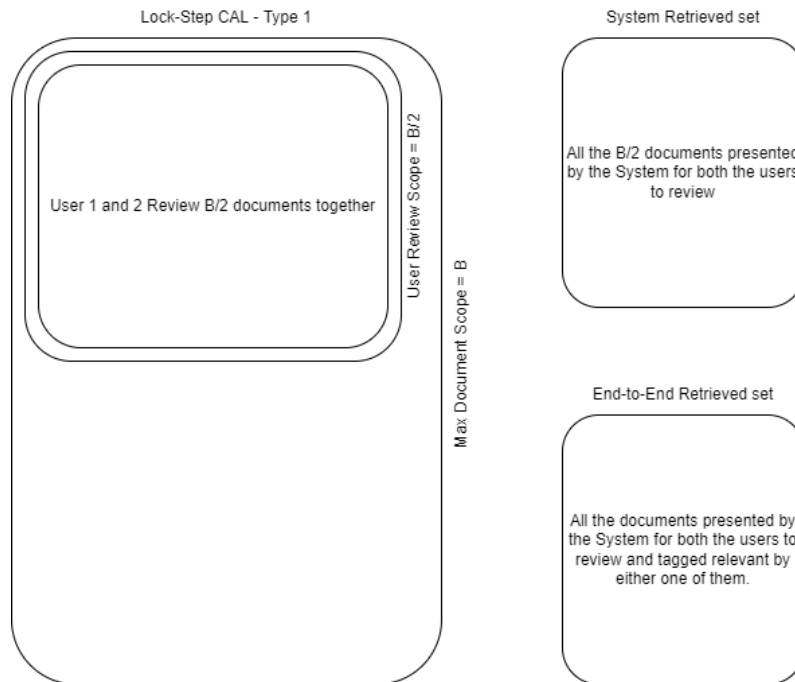 Lock-Step CAL - Type 1
User 1 and 2 Review B/2 documents together
User Review Scope = B/2
Max Document Scope = B
System Retrieved set
All the B/2 documents presented
by the System for both the users
to review
End-to-End Retrieved set
All the documents presented by
the System for both the users to
review and tagged relevant by
either one of them.